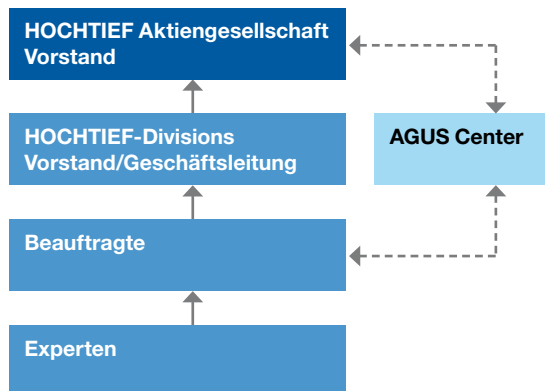 HOCHTIEF Aktiengesellschaft
Vorstand
HOCHTIEF-Divisions
Vorstand/Geschäftsleitung
AGUS Center
Beauftragte
Experten